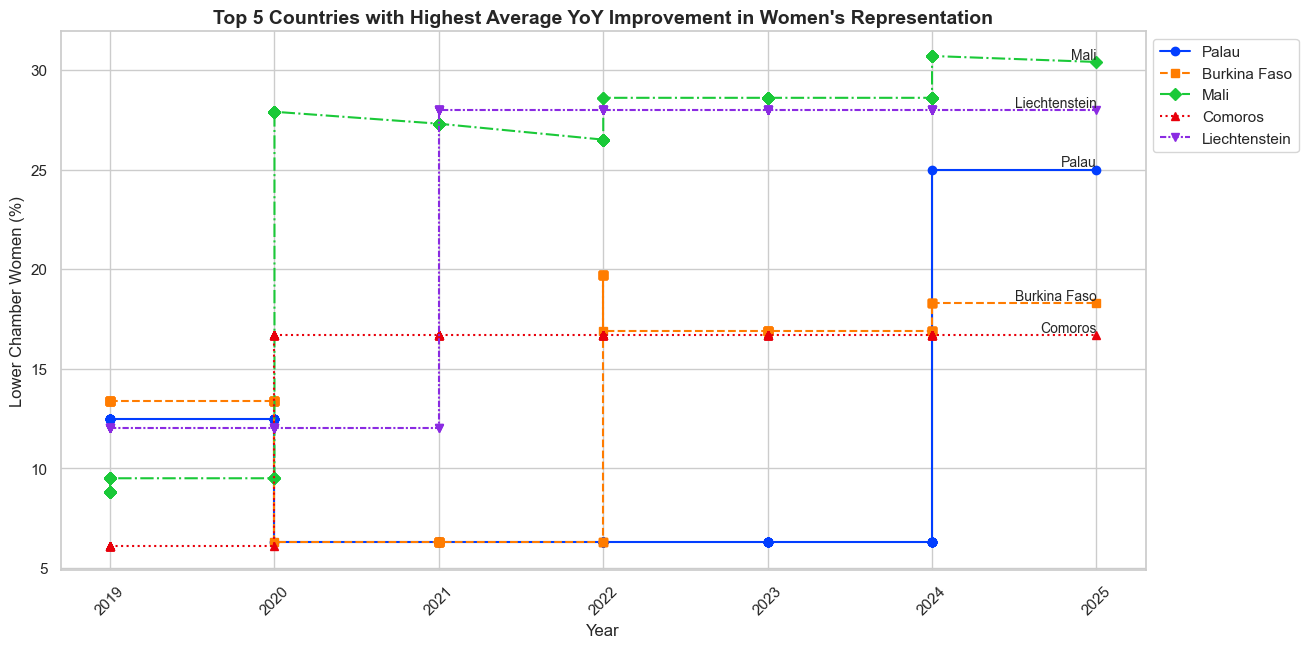 Top 5 Countries with Highest Average YoY Improvement in Women's Representation
Lower Chamber Women (%)
30
25
20
15
10
5
Mali
Liechtenstein
Palau
Burkina Faso
Comoros
2019
2020
2021
2022
2023
2024
2025
Year
Palau
Burkina Faso
Mali
Comoros
Liechtenstein